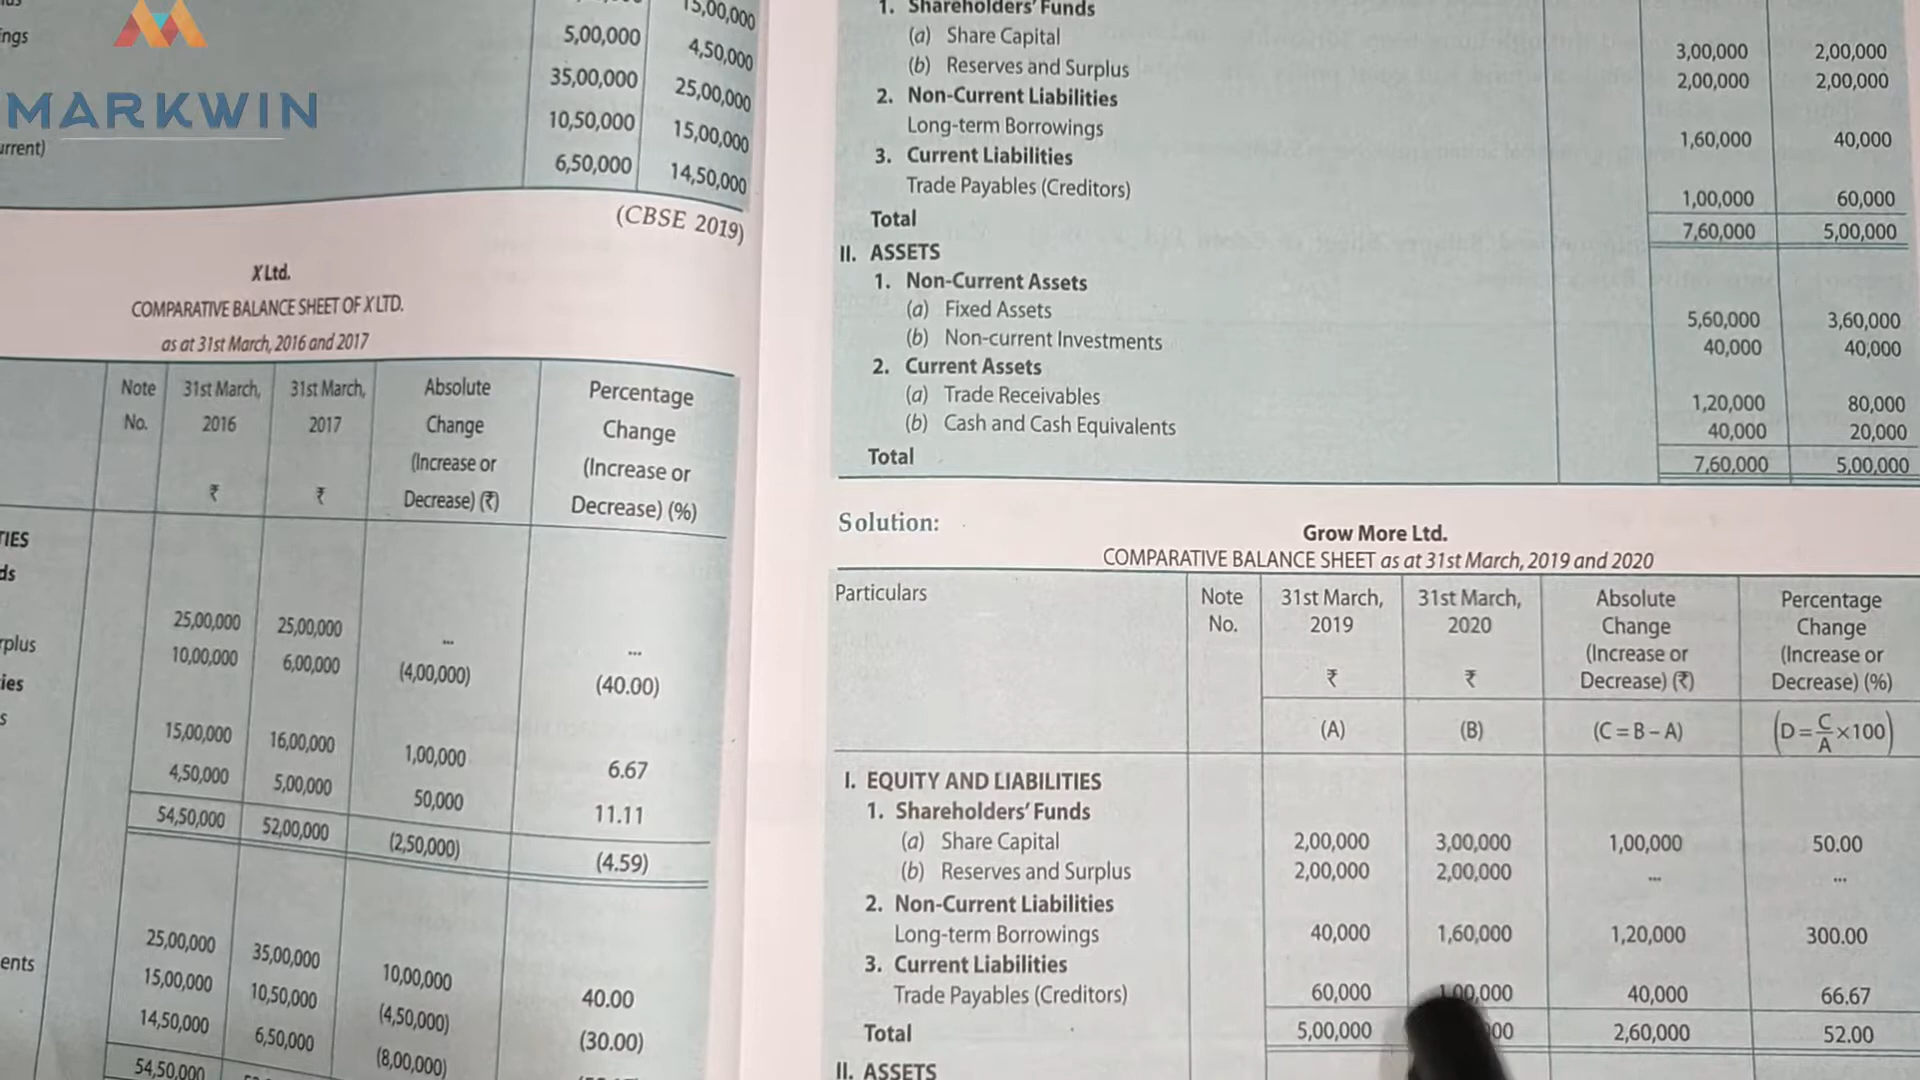 MARKWIN
ings
urrent)
15,00,000
5,00,000 4,50,000
35,00,000 25,00,000
10,50,000 15,00,000
6,50,000 14,50,000
(CBSE 2019)
X Ltd.
COMPARATIVE BALANCE SHEET OF X LTD.
as at 31st March, 2016 and 2017
Note No. 31st March, 2016 ₹ 31st March, 2017 ₹ Absolute Change (Increase or Decrease) (₹) Percentage Change (Increase or Decrease) (%)
TIES
ds
25,00,000 25,00,000 ... ...
rplus 10,00,000 6,00,000 (4,00,000) (40.00)
ies
s 15,00,000 16,00,000 1,00,000 6.67
4,50,000 5,00,000 50,000 11.11
54,50,000 52,00,000 (2,50,000) (4.59)
25,00,000 35,00,000 10,00,000 40.00
ents 15,00,000 10,50,000 (4,50,000) (30.00)
14,50,000 6,50,000 (8,00,000)
54,50,000
1. Shareholders' Funds
(a) Share Capital 3,00,000 2,00,000
(b) Reserves and Surplus 2,00,000 2,00,000
2. Non-Current Liabilities
Long-term Borrowings 1,60,000 40,000
3. Current Liabilities
Trade Payables (Creditors) 1,00,000 60,000
Total 7,60,000 5,00,000
II. ASSETS
1. Non-Current Assets
(a) Fixed Assets 5,60,000 3,60,000
(b) Non-current Investments 40,000 40,000
2. Current Assets
(a) Trade Receivables 1,20,000 80,000
(b) Cash and Cash Equivalents 40,000 20,000
Total 7,60,000 5,00,000
Solution:
Grow More Ltd.
COMPARATIVE BALANCE SHEET as at 31st March, 2019 and 2020
Particulars Note No. 31st March, 2019 ₹ 31st March, 2020 ₹ Absolute Change (Increase or Decrease) (₹) Percentage Change (Increase or Decrease) (%)
(A) (B) (C = B – A) (D = C/A × 100)
I. EQUITY AND LIABILITIES
1. Shareholders' Funds
(a) Share Capital 2,00,000 3,00,000 1,00,000 50.00
(b) Reserves and Surplus 2,00,000 2,00,000 ... ...
2. Non-Current Liabilities
Long-term Borrowings 40,000 1,60,000 1,20,000 300.00
3. Current Liabilities
Trade Payables (Creditors) 60,000 1,00,000 40,000 66.67
Total 5,00,000 00 2,60,000 52.00
II. ASSETS